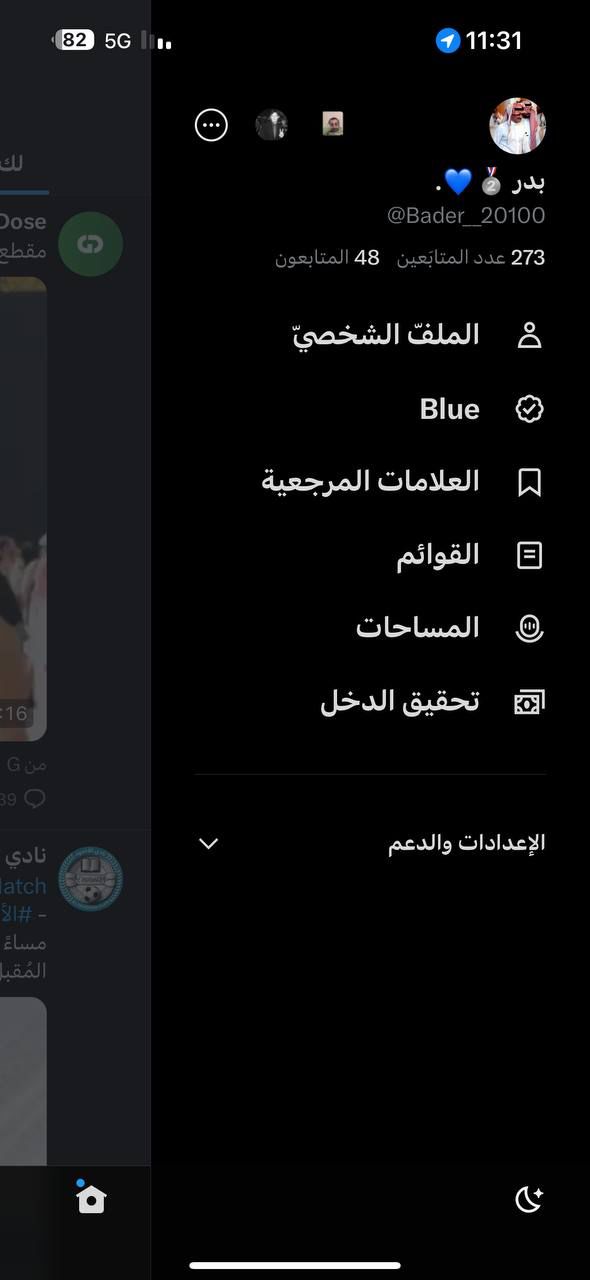 11:31
5G 82
بدر 🥈 💙 .
@Bader__20100
273 عدد المتابَعين 48 المتابعون
الملفّ الشخصيّ
Blue
العلامات المرجعية
القوائم
المساحات
تحقيق الدخل
الإعدادات والدعم
لك
Dose
مقطع
:16
من G
39
نادي
latch
- #الأ
مساءً
المُقبل